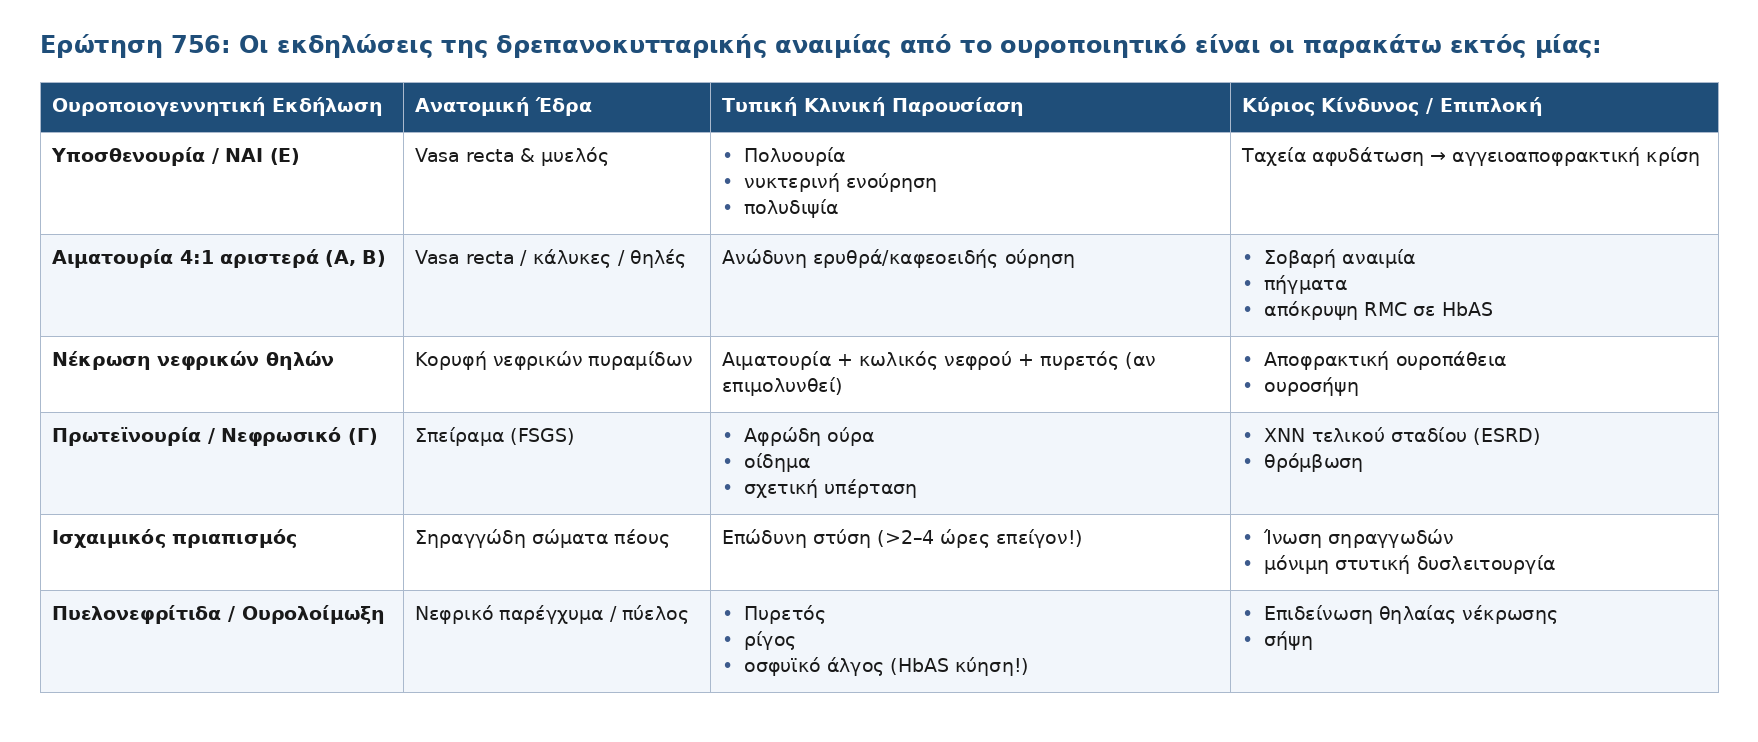 Ερώτηση 756: Οι εκδηλώσεις της δρεπανοκυτταρικής αναιμίας από το ουροποιητικό είναι οι παρακάτω εκτός μίας:
Ουροποιογεννητική Εκδήλωση
Ανατομική Έδρα
Τυπική Κλινική Παρουσίαση
Κύριος Κίνδυνος / Επιπλοκή
Υποσθενουρία / NAI (E)
Vasa recta & μυελός
• Πολυουρία
• νυκτερινή ενούρηση
• πολυδιψία
Ταχεία αφυδάτωση → αγγειοαποφρακτική κρίση
Αιματουρία 4:1 αριστερά (Α, Β)
Vasa recta / κάλυκες / θηλές
Ανώδυνη ερυθρά/καφεοειδής ούρηση
• Σοβαρή αναιμία
• πήγματα
• απόκρυψη RMC σε HbAS
Νέκρωση νεφρικών θηλών
Κορυφή νεφρικών πυραμίδων
Αιματουρία + κωλικός νεφρού + πυρετός (αν
επιμολυνθεί)
• Αποφρακτική ουροπάθεια
• ουροσήψη
Πρωτεϊνουρία / Νεφρωσικό (Γ)
Σπείραμα (FSGS)
• Αφρώδη ούρα
• οίδημα
• σχετική υπέρταση
• ΧΝΝ τελικού σταδίου (ESRD)
• θρόμβωση
Ισχαιμικός πριαπισμός
Σηραγγώδη σώματα πέους
Επώδυνη στύση (>2–4 ώρες επείγον!)
• Ίνωση σηραγγωδών
• μόνιμη στυτική δυσλειτουργία
Πυελονεφρίτιδα / Ουρολοίμωξη
Νεφρικό παρέγχυμα / πύελος
• Πυρετός
• ρίγος
• οσφυϊκό άλγος (HbAS κύηση!)
• Επιδείνωση θηλαίας νέκρωσης
• σήψη